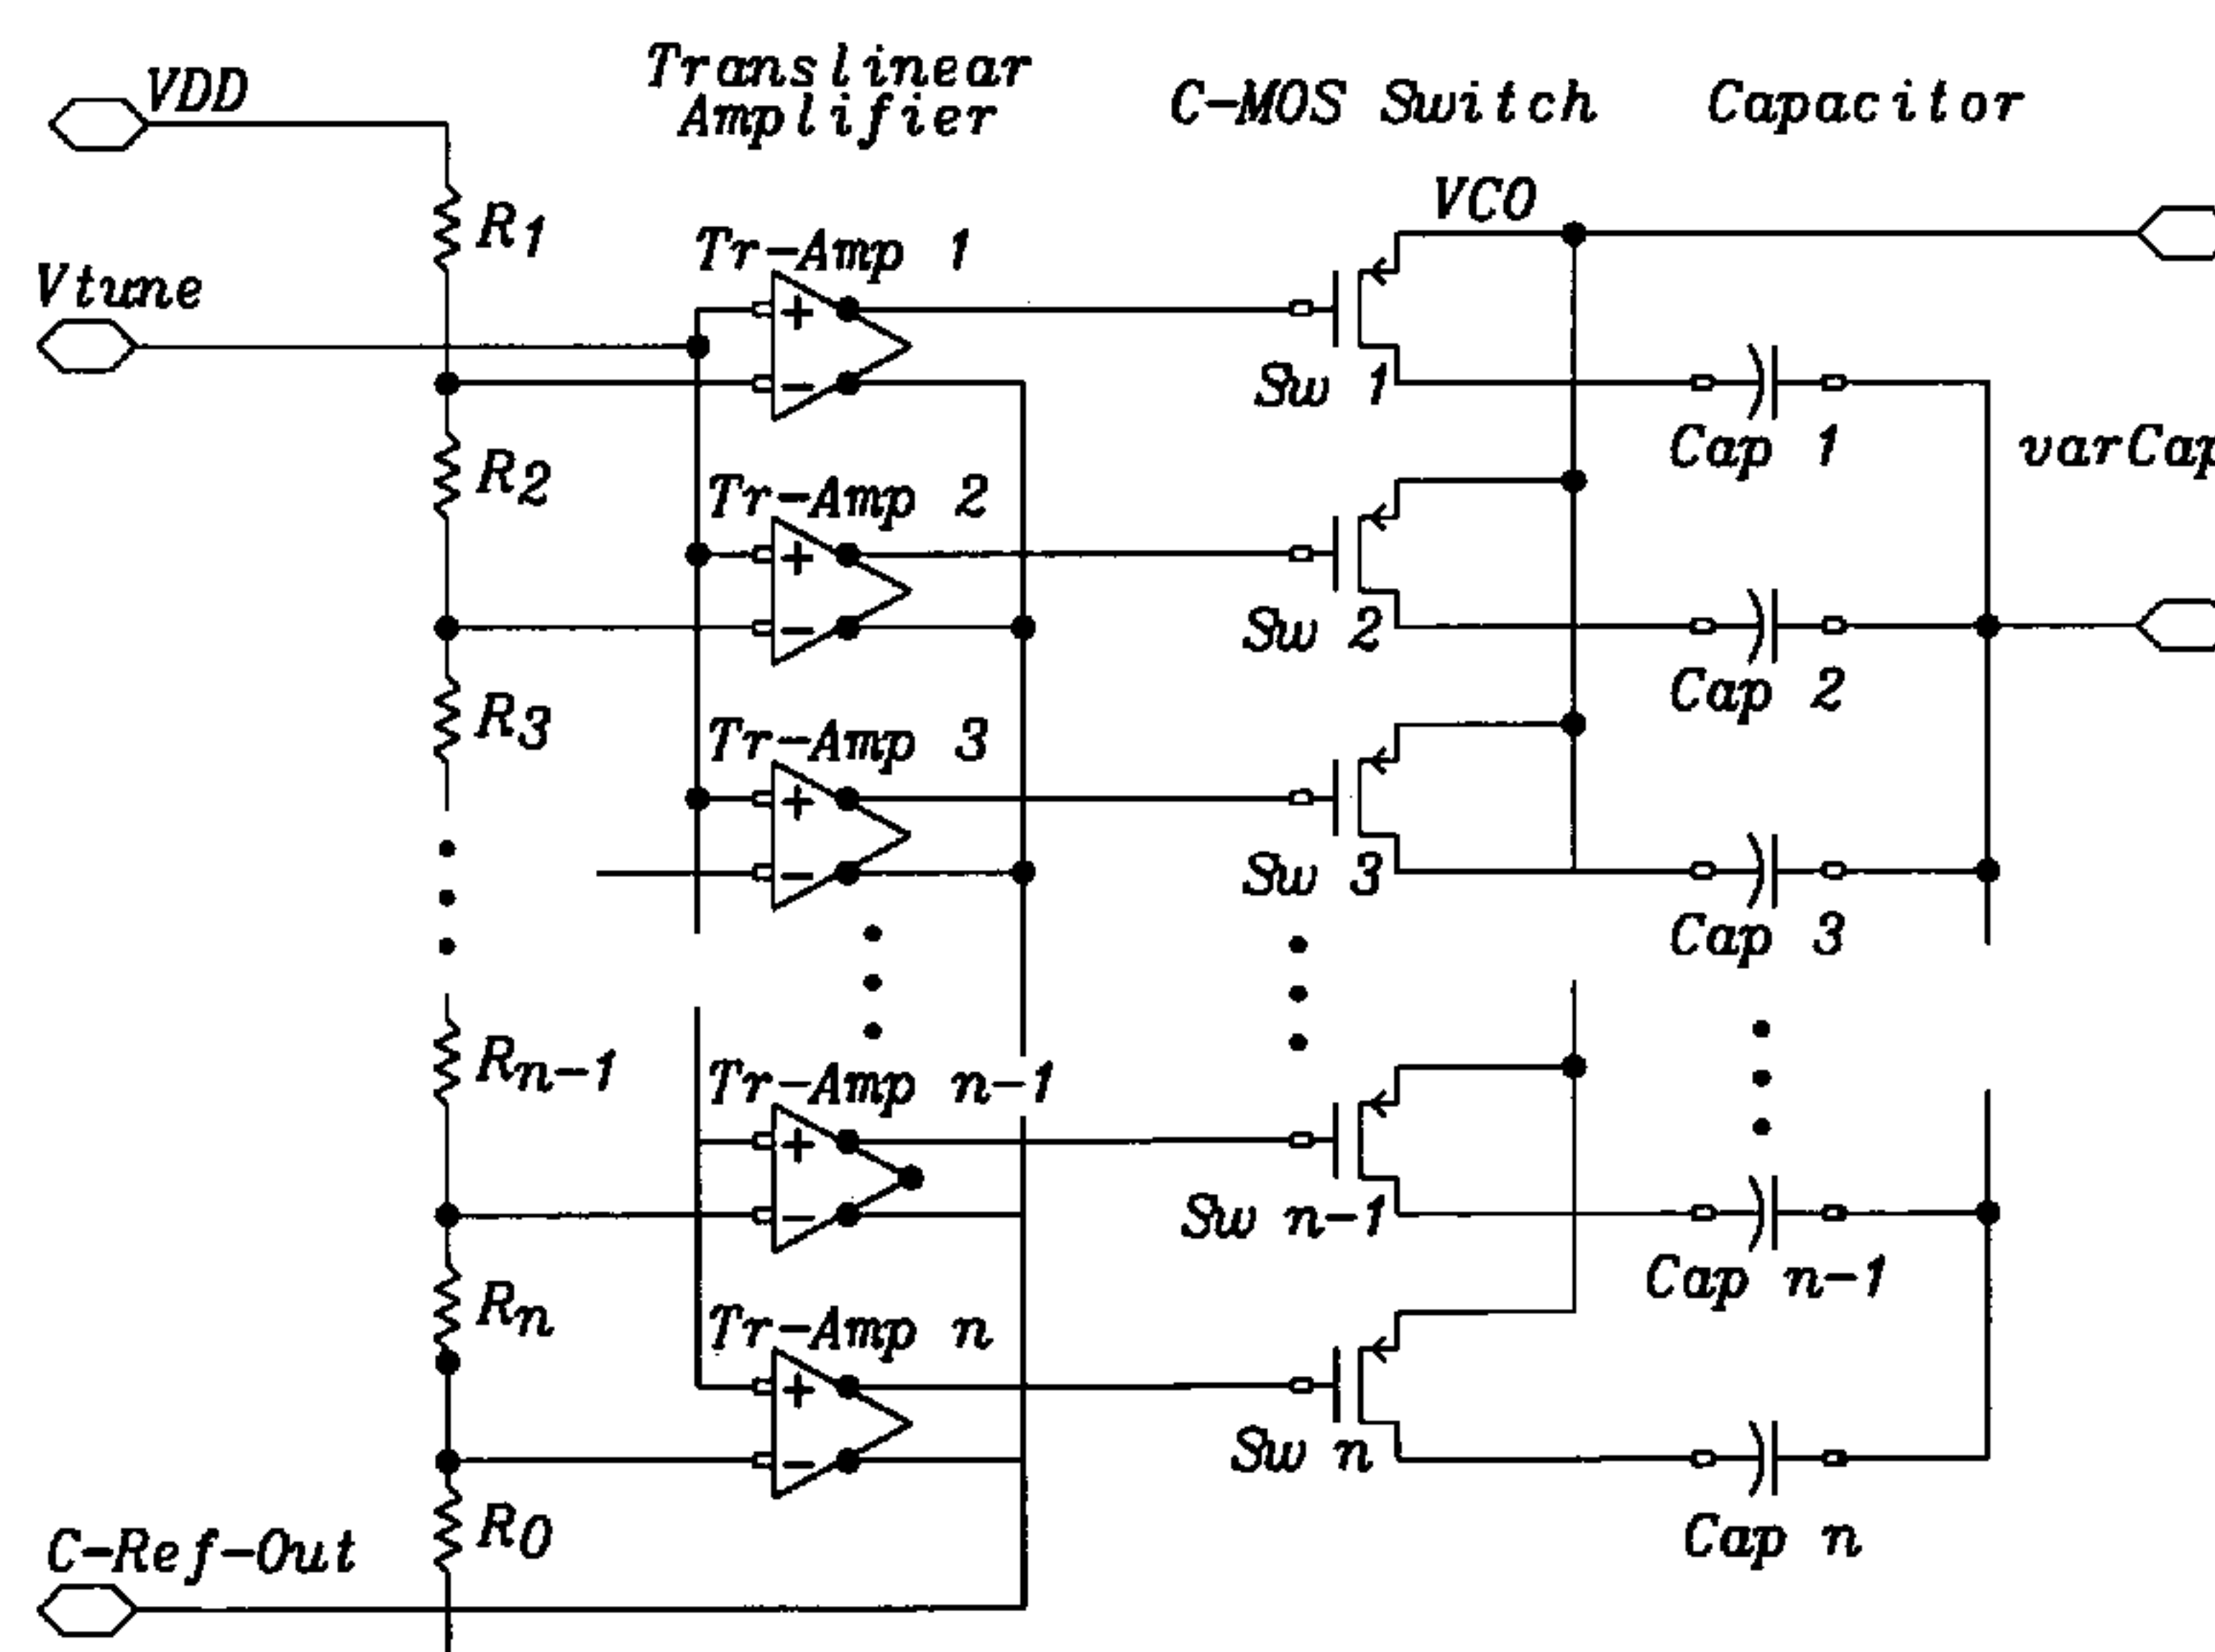 Translinear
Amplifier
C-MOS Switch
Capacitor
VDD
R1
Vtune
Tr-Amp 1
+
-
VCO
Sw 1
Cap 1
varCap
R2
Tr-Amp 2
+
-
Sw 2
Cap 2
R3
Tr-Amp 3
+
-
Sw 3
Cap 3
Rn-1
Tr-Amp n-1
+
-
Sw n-1
Cap n-1
Rn
Tr-Amp n
+
-
Sw n
Cap n
R0
C-Ref-Out